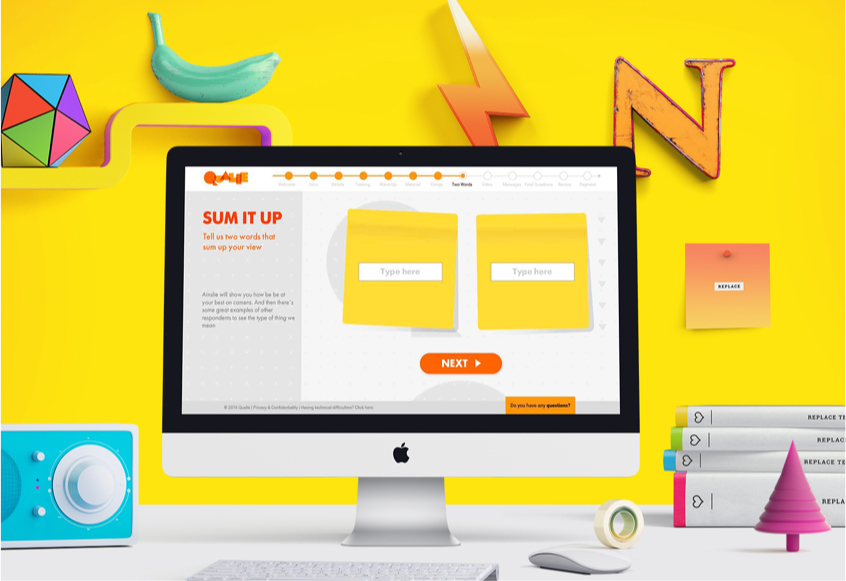 N
QUALIE
Welcome Intro Details Training Warm Up Material Gauge Two Words Video Messages Final Questions Review Payment
SUM IT UP
Tell us two words that
sum up your view
Type here
Type here
Ainslie will show you how be be at
your best on camera. And then there's
some great examples of other
respondents to see the type of thing we
mean
NEXT
© 2019 Qualie | Privacy & Confidentiality | Having technical difficulties? Click here
Do you have any questions?
REPLACE
REPLACE TE
REPLAC
REPLACE TE
REPLA